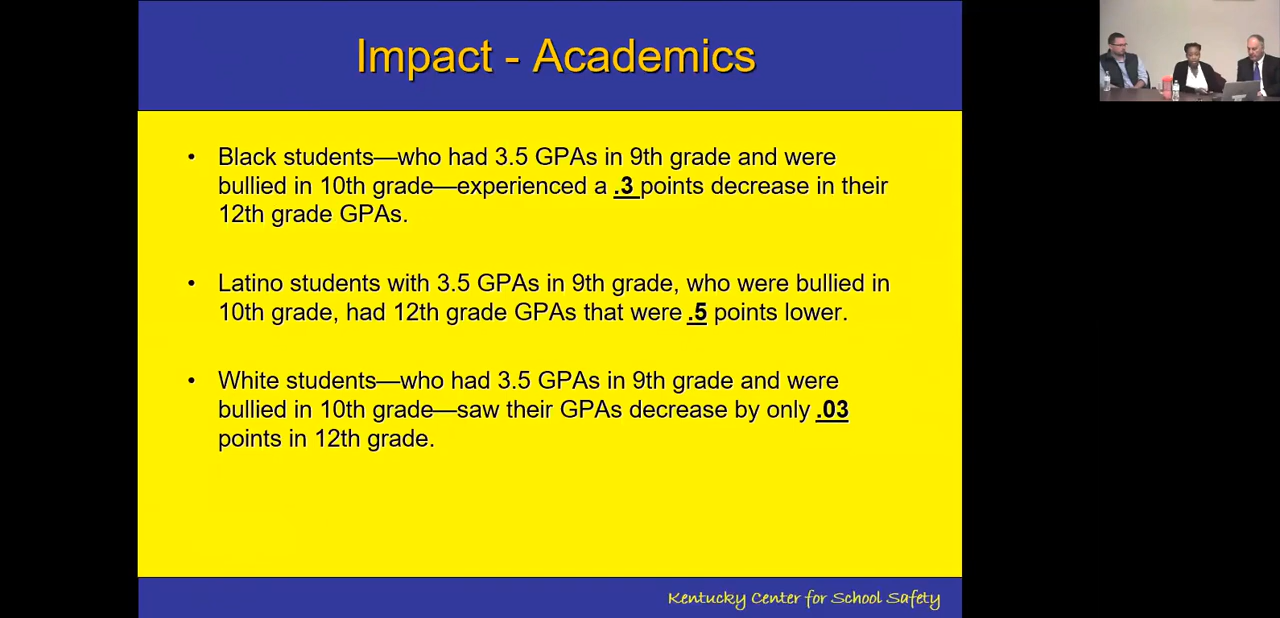 Impact - Academics
• Black students—who had 3.5 GPAs in 9th grade and were
bullied in 10th grade—experienced a .3 points decrease in their
12th grade GPAs.
• Latino students with 3.5 GPAs in 9th grade, who were bullied in
10th grade, had 12th grade GPAs that were .5 points lower.
• White students—who had 3.5 GPAs in 9th grade and were
bullied in 10th grade—saw their GPAs decrease by only .03
points in 12th grade.
Kentucky Center for School Safety